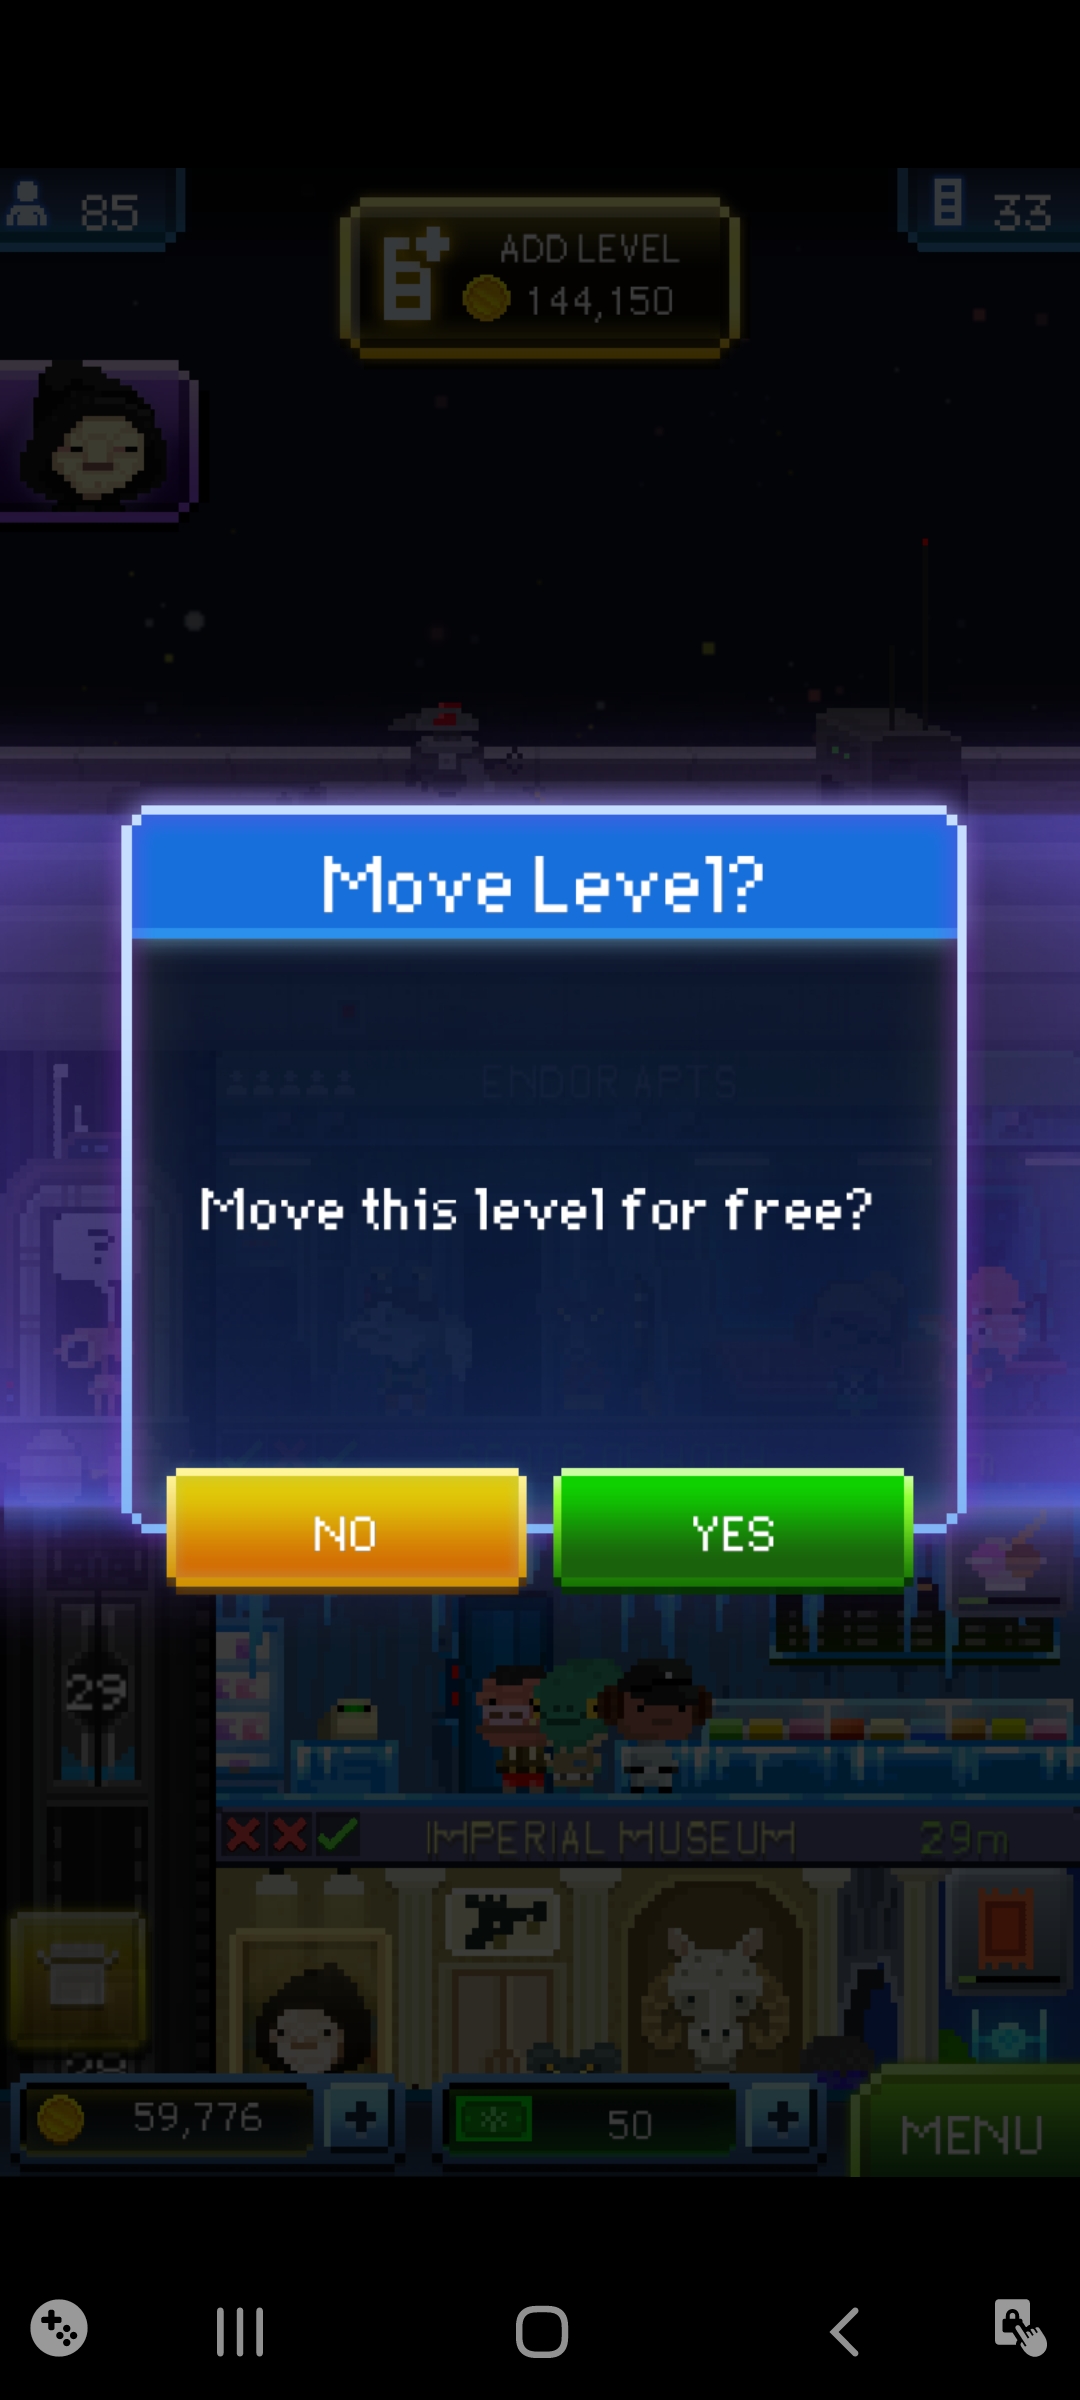 85
ADD LEVEL
144,150
33
Move Level?
ENDOR APTS
Move this level for free?
NO
YES
29
IMPERIAL MUSEUM
29m
59,776
50
MENU